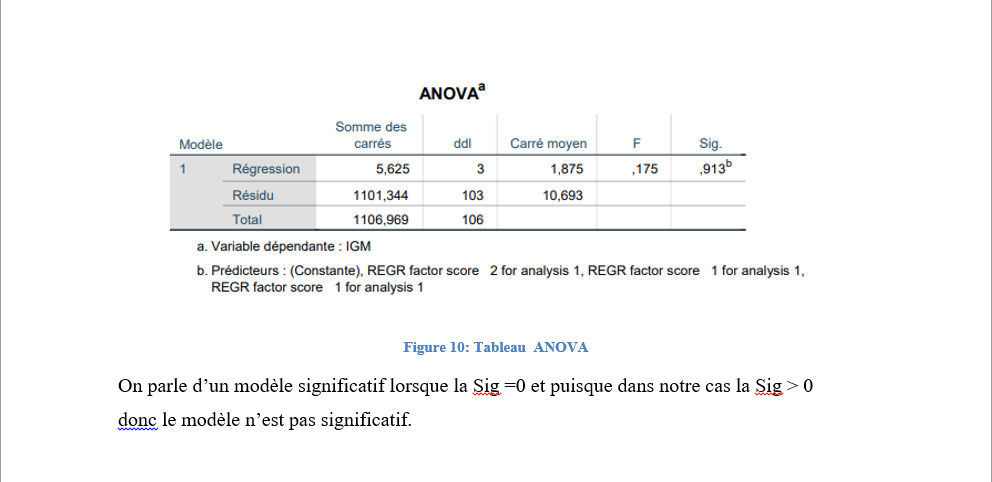 ANOVAa
Somme des
Modèle carrés ddl Carré moyen F Sig.
1 Régression 5,625 3 1,875 ,175 ,913b
Résidu 1101,344 103 10,693
Total 1106,969 106
a. Variable dépendante : IGM
b. Prédicteurs : (Constante), REGR factor score 2 for analysis 1, REGR factor score 1 for analysis 1,
REGR factor score 1 for analysis 1
Figure 10: Tableau ANOVA
On parle d’un modèle significatif lorsque la Sig =0 et puisque dans notre cas la Sig > 0
donc le modèle n’est pas significatif.